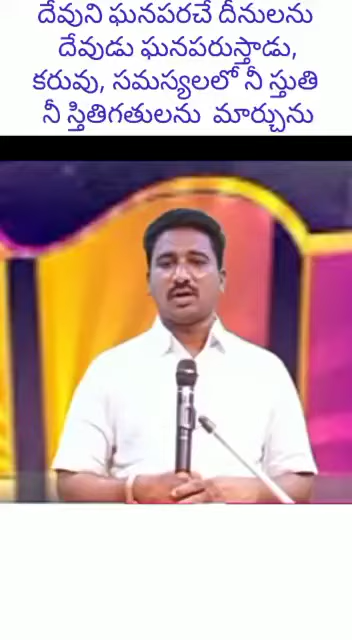 దేవుని ఘనపరచే దీనులను
దేవుడు ఘనపరుస్తాడు,
కరువు, సమస్యలలో నీ స్తుతి
నీ స్తితిగతులను మార్చును